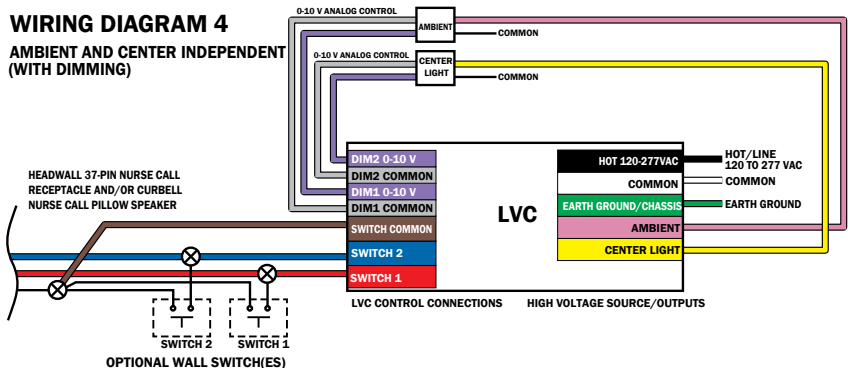 WIRING DIAGRAM 4
AMBIENT AND CENTER INDEPENDENT
(WITH DIMMING)
0-10 V ANALOG CONTROL
AMBIENT
COMMON
0-10 V ANALOG CONTROL
CENTER
LIGHT
COMMON
HEADWALL 37-PIN NURSE CALL
RECEPTACLE AND/OR CURBELL
NURSE CALL PILLOW SPEAKER
DIM2 0-10 V
DIM2 COMMON
DIM1 0-10 V
DIM1 COMMON
SWITCH COMMON
SWITCH 2
SWITCH 1
LVC
HOT 120-277VAC
COMMON
EARTH GROUND/CHASSIS
AMBIENT
CENTER LIGHT
HOT/LINE
120 TO 277 VAC
COMMON
EARTH GROUND
LVC CONTROL CONNECTIONS
HIGH VOLTAGE SOURCE/OUTPUTS
SWITCH 2
SWITCH 1
OPTIONAL WALL SWITCH(ES)